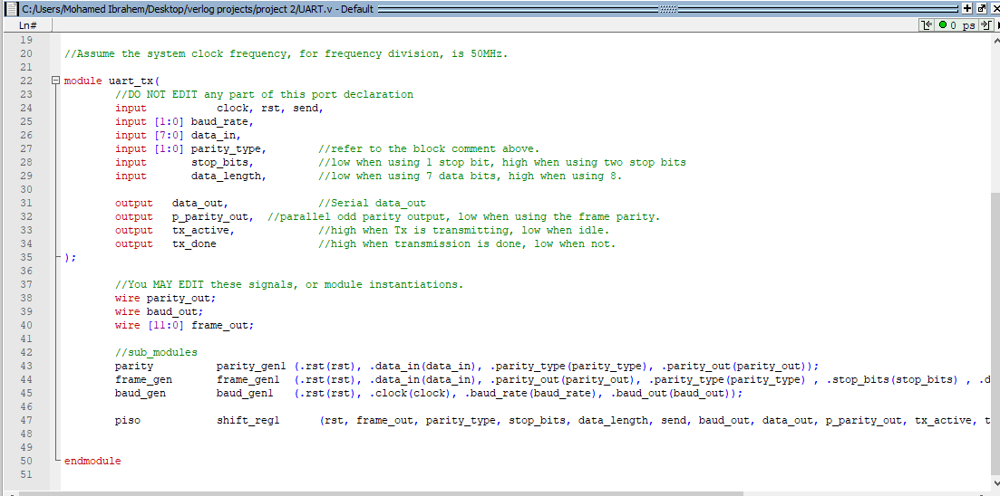 C:/Users/Mohamed Ibrahem/Desktop/verlog projects/project 2/UART.v - Default
Ln#
0 ps
19
20 //Assume the system clock frequency, for frequency division, is 50MHz.
21
22 module uart_tx(
23 //DO NOT EDIT any part of this port declaration
24 input clock, rst, send,
25 input [1:0] baud_rate,
26 input [7:0] data_in,
27 input [1:0] parity_type, //refer to the block comment above.
28 input stop_bits, //low when using 1 stop bit, high when using two stop bits
29 input data_length, //low when using 7 data bits, high when using 8.
30
31 output data_out, //Serial data_out
32 output p_parity_out, //parallel odd parity output, low when using the frame parity.
33 output tx_active, //high when Tx is transmitting, low when idle.
34 output tx_done //high when transmission is done, low when not.
35 );
36
37 //You MAY EDIT these signals, or module instantiations.
38 wire parity_out;
39 wire baud_out;
40 wire [11:0] frame_out;
41
42 //sub_modules
43 parity parity_gen1 (.rst(rst), .data_in(data_in), .parity_type(parity_type), .parity_out(parity_out));
44 frame_gen frame_gen1 (.rst(rst), .data_in(data_in), .parity_out(parity_out), .parity_type(parity_type) , .stop_bits(stop_bits) , .d
45 baud_gen baud_gen1 (.rst(rst), .clock(clock), .baud_rate(baud_rate), .baud_out(baud_out));
46
47 piso shift_reg1 (rst, frame_out, parity_type, stop_bits, data_length, send, baud_out, data_out, p_parity_out, tx_active, t
48
49
50 endmodule
51